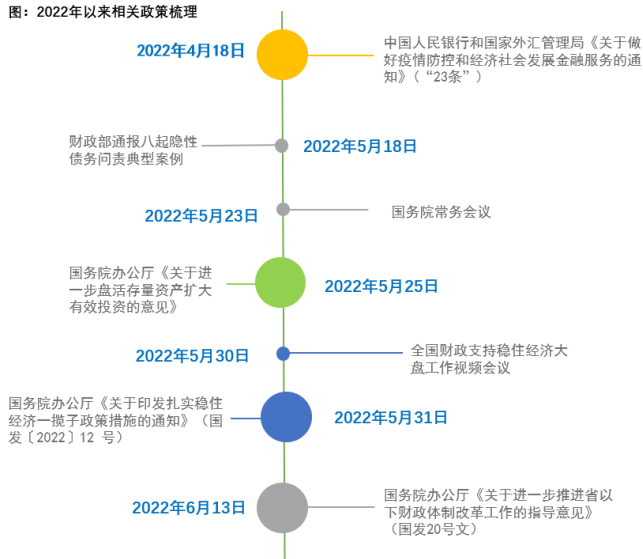 图：2022年以来相关政策梳理
2022年4月18日
中国人民银行和国家外汇管理局《关于做
好疫情防控和经济社会发展金融服务的通
知》（“23条”）
财政部通报八起隐性
债务问责典型案例
2022年5月18日
2022年5月23日
国务院常务会议
国务院办公厅《关于进
一步盘活存量资产扩大
有效投资的意见》
2022年5月25日
2022年5月30日
全国财政支持稳住经济大
盘工作视频会议
国务院办公厅《关于印发扎实稳住
经济一揽子政策措施的通知》（国
发〔2022〕12 号）
2022年5月31日
2022年6月13日
国务院办公厅《关于进一步推进省以
下财政体制改革工作的指导意见》
（国发20号文）